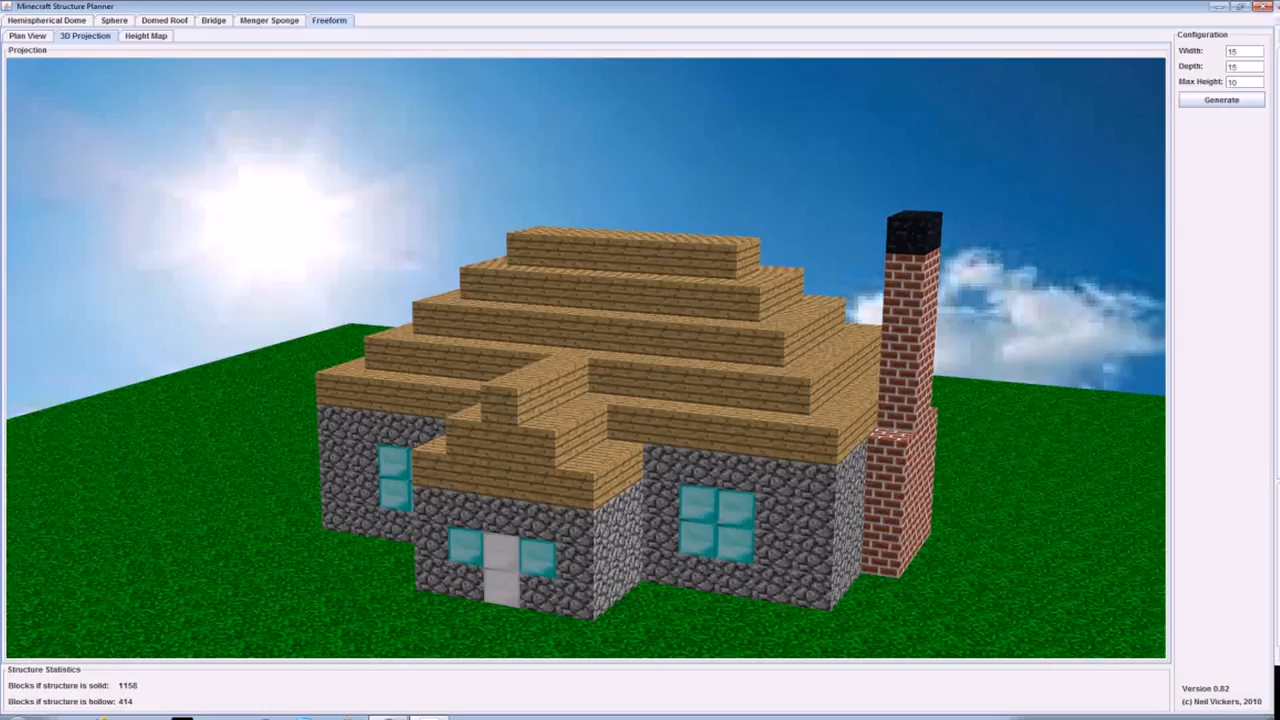 Minecraft Structure Planner
Hemispherical Dome Sphere Domed Roof Bridge Menger Sponge Freeform
Plan View 3D Projection Height Map
Projection
Configuration
Width: 15
Depth: 15
Max Height: 10
Generate
Structure Statistics
Blocks if structure is solid: 1158
Blocks if structure is hollow: 414
Version 0.82
(c) Neil Vickers, 2010